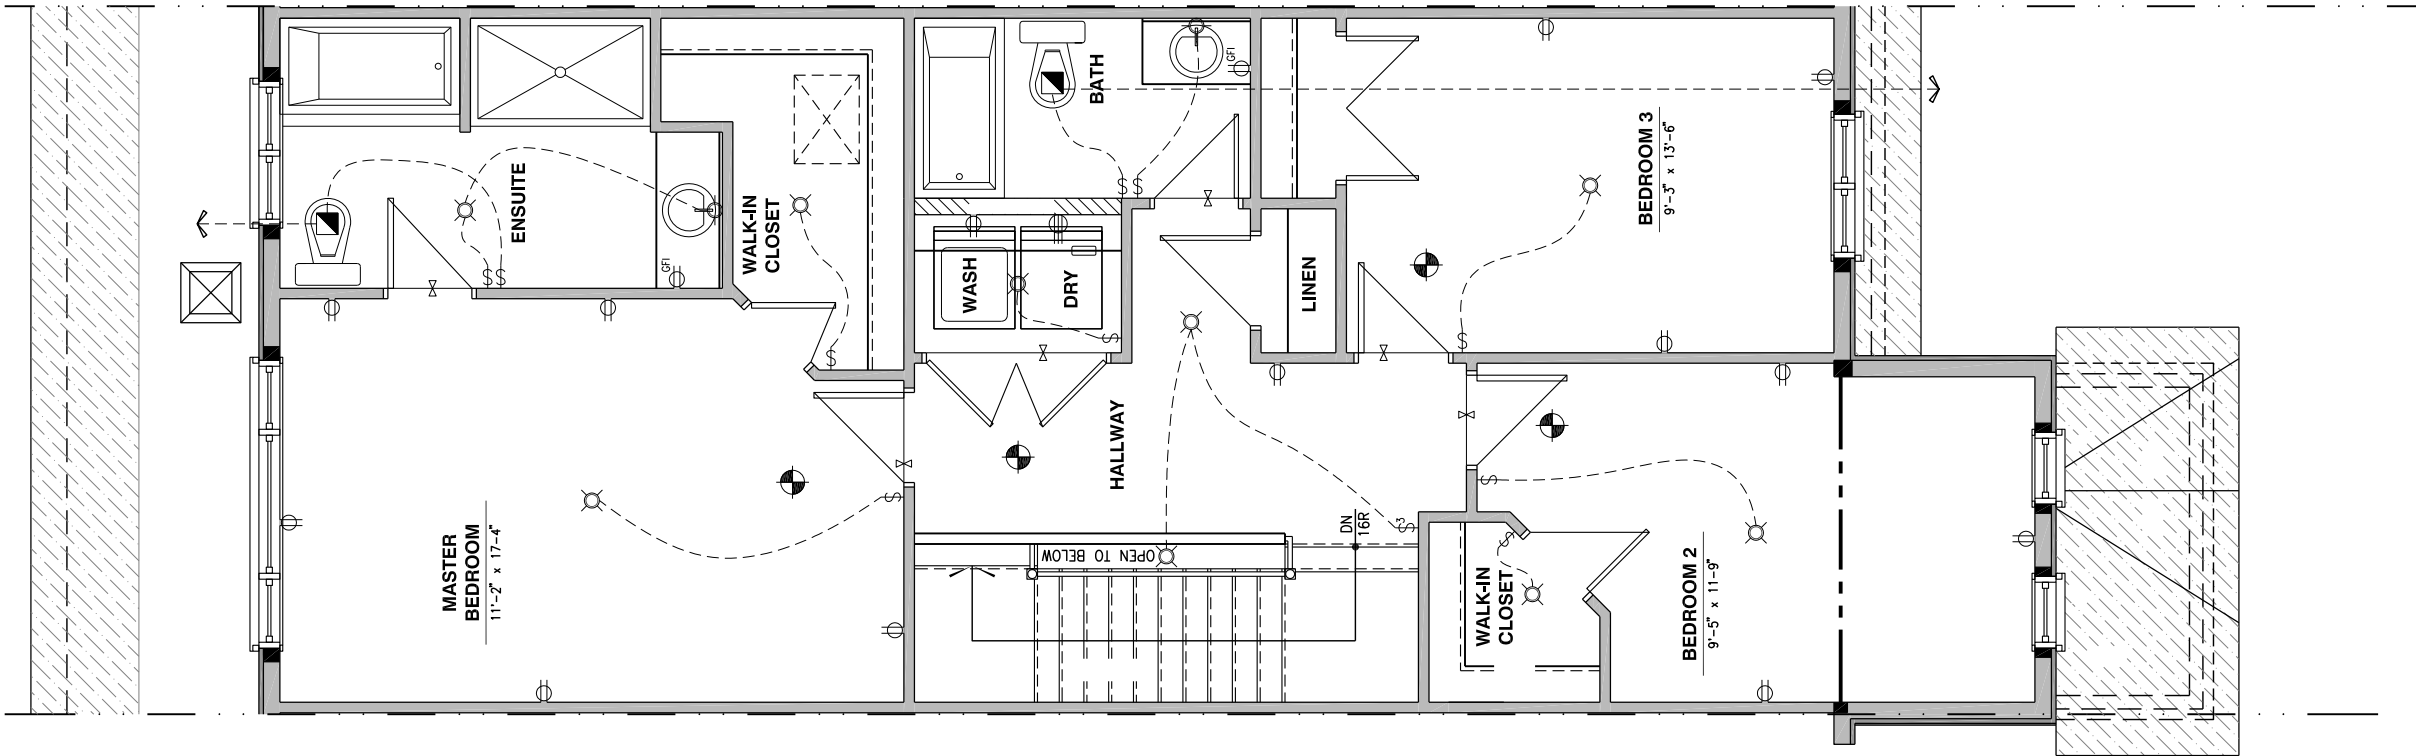 ENSUITE
GFI
WALK-IN
CLOSET
BATH
GFI
WASH
DRY
LINEN
BEDROOM 3
9'-3" x 13'-6"
MASTER
BEDROOM
11'-2" x 17-4"
HALLWAY
OPEN TO BELOW
DN
16R
WALK-IN
CLOSET
BEDROOM 2
9'-5" x 11-9"
S
S
S
S
S
S
S
S
S
S3
S
S